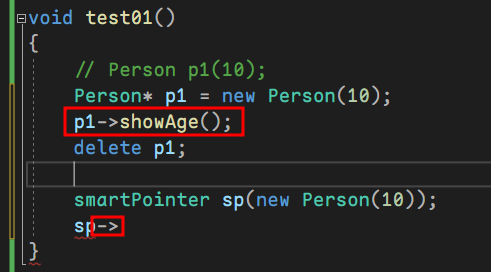 void test01()
{
// Person p1(10);
Person* p1 = new Person(10);
p1->showAge();
delete p1;
smartPointer sp(new Person(10));
sp->
}